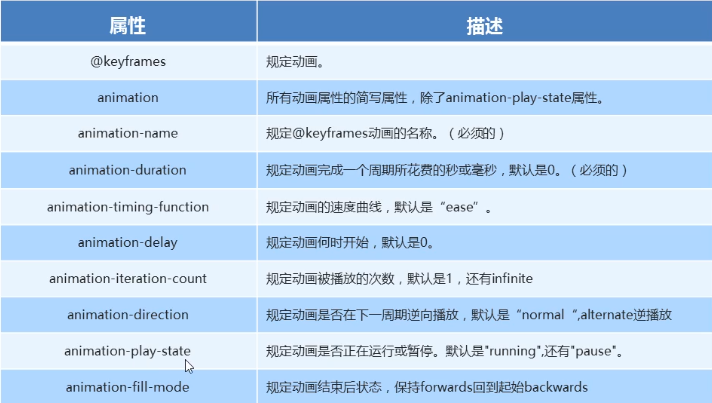 属性 描述
@keyframes 规定动画。
animation 所有动画属性的简写属性，除了animation-play-state属性。
animation-name 规定@keyframes动画的名称。（必须的）
animation-duration 规定动画完成一个周期所花费的秒或毫秒，默认是0。（必须的）
animation-timing-function 规定动画的速度曲线，默认是“ease”。
animation-delay 规定动画何时开始，默认是0。
animation-iteration-count 规定动画被播放的次数，默认是1，还有infinite
animation-direction 规定动画是否在下一周期逆向播放，默认是“normal“,alternate逆播放
animation-play-state 规定动画是否正在运行或暂停。默认是"running",还有"pause"。
animation-fill-mode 规定动画结束后状态，保持forwards回到起始backwards